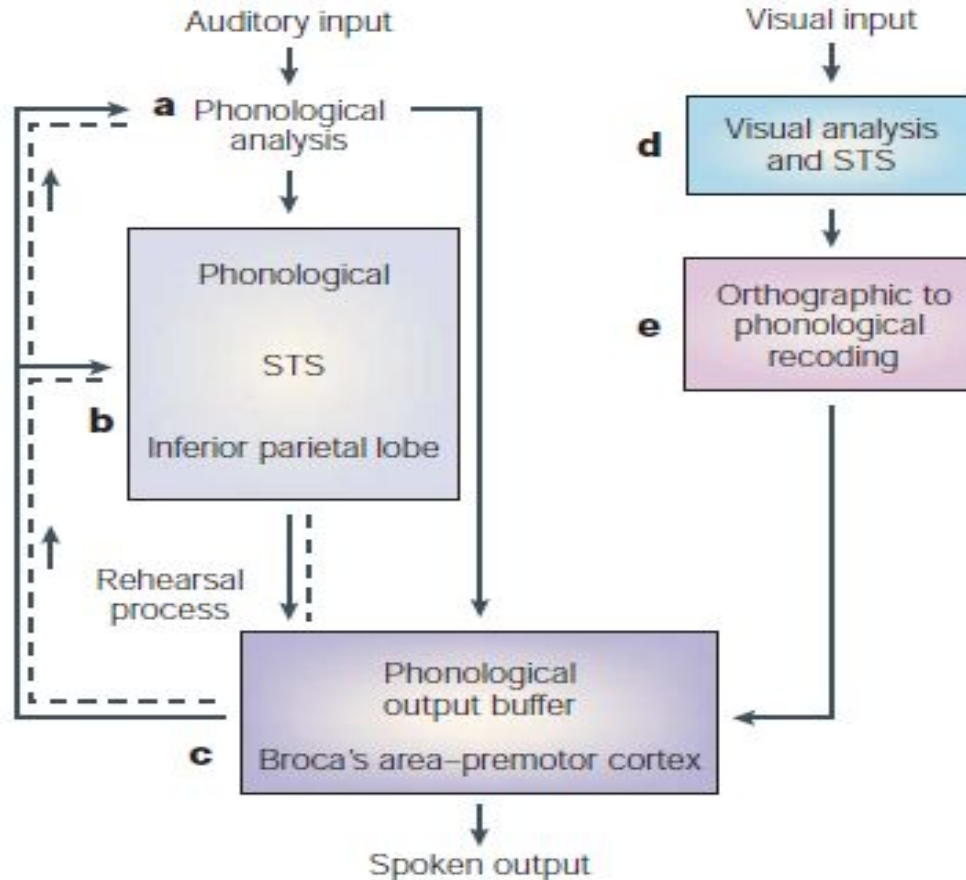 Auditory input
a
Phonological
analysis
Phonological
STS
Inferior parietal lobe
b
Rehearsal
process
Phonological
output buffer
Broca's area–premotor cortex
c
Spoken output
Visual input
d
Visual analysis
and STS
e
Orthographic to
phonological
recoding